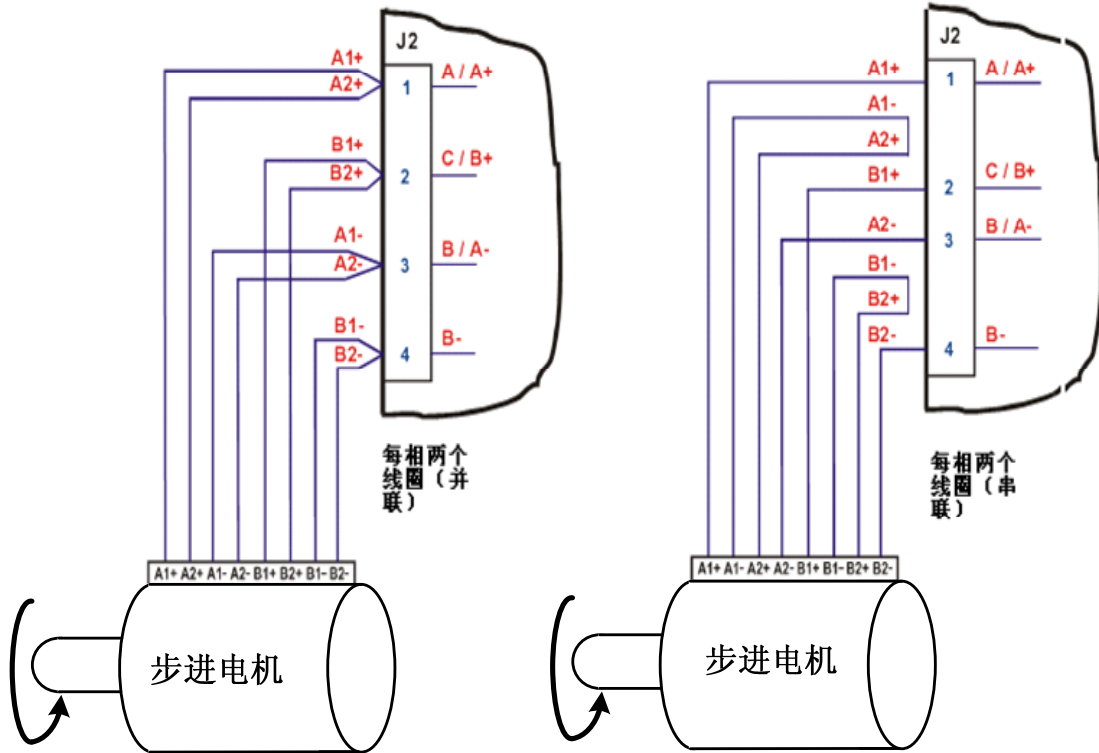 J2
A1+
A2+
1
A / A+
B1+
B2+
2
C / B+
A1-
A2-
3
B / A-
B1-
B2-
4
B-
每相两个
线圈（并
联）
A1+ A2+ A1- A2- B1+ B2+ B1- B2-
步进电机
J2
A1+
1
A / A+
A1-
A2+
B1+
2
C / B+
A2-
3
B / A-
B1-
B2+
B2-
4
B-
每相两个
线圈（串
联）
A1+ A1- A2+ A2- B1+ B1- B2+ B2-
步进电机